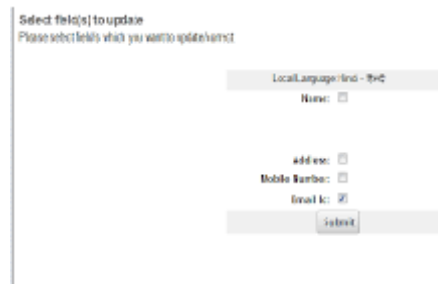 Select field(s) to update
Please select fields which you want to update/correct
Local Language: Hindi - हिन्दी
Name:
Address:
Mobile Number:
Email Id:
Submit